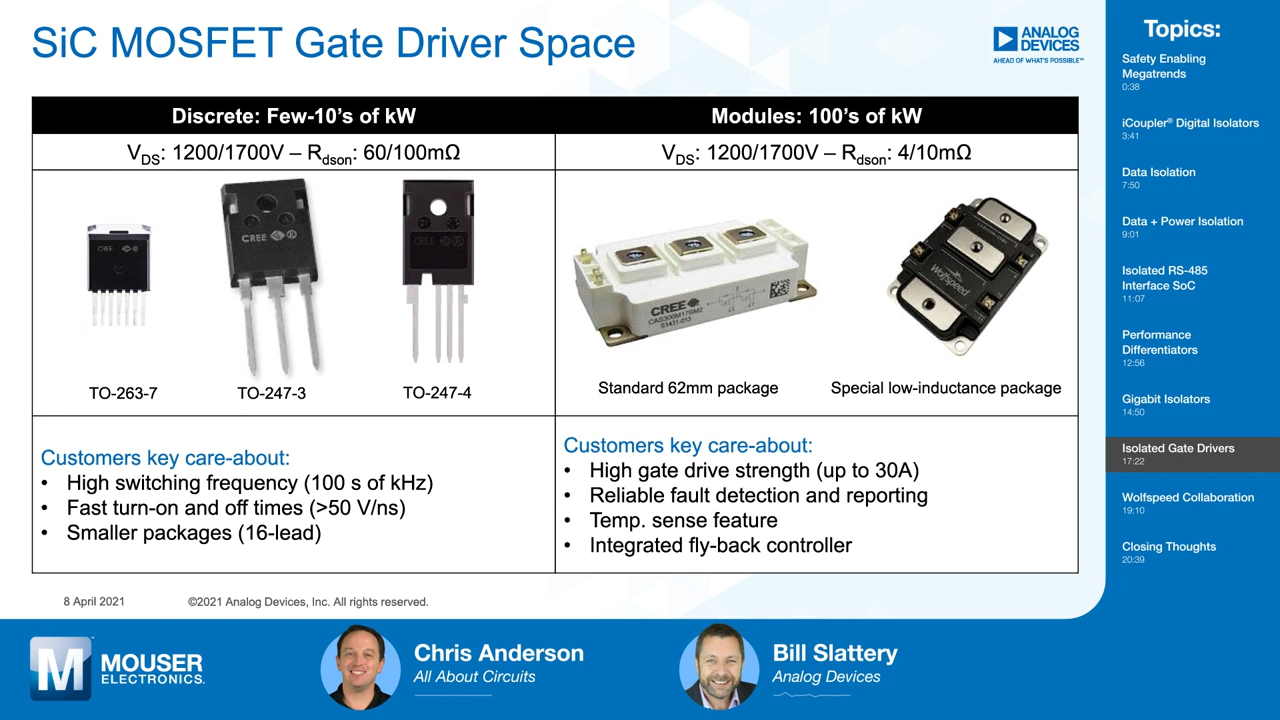 SiC MOSFET Gate Driver Space
ANALOG
DEVICES
AHEAD OF WHAT'S POSSIBLE™
Discrete: Few-10's of kW
Modules: 100's of kW
VDS: 1200/1700V – Rdson: 60/100mΩ
VDS: 1200/1700V – Rdson: 4/10mΩ
CREE
CREE
CREE
CREE
CAS300M17BM2
S1431-013
Wolfspeed
TO-263-7
TO-247-3
TO-247-4
Standard 62mm package
Special low-inductance package
Customers key care-about:
• High switching frequency (100 s of kHz)
• Fast turn-on and off times (>50 V/ns)
• Smaller packages (16-lead)
Customers key care-about:
• High gate drive strength (up to 30A)
• Reliable fault detection and reporting
• Temp. sense feature
• Integrated fly-back controller
8 April 2021
©2021 Analog Devices, Inc. All rights reserved.
Topics:
Safety Enabling
Megatrends
0:38
iCoupler® Digital Isolators
3:41
Data Isolation
7:50
Data + Power Isolation
9:01
Isolated RS-485
Interface SoC
11:07
Performance
Differentiators
12:56
Gigabit Isolators
14:50
Isolated Gate Drivers
17:22
Wolfspeed Collaboration
19:10
Closing Thoughts
20:39
M
MOUSER
ELECTRONICS.
Chris Anderson
All About Circuits
Bill Slattery
Analog Devices